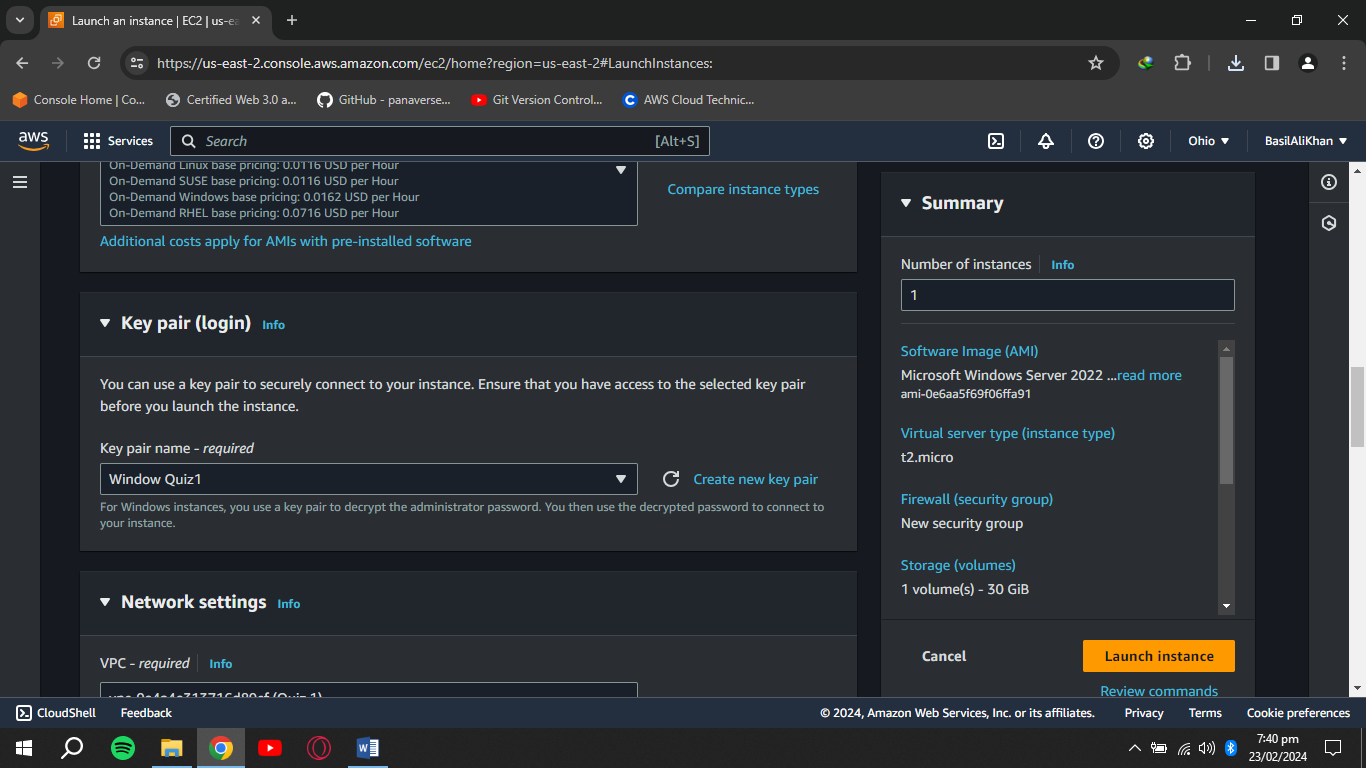 Launch an instance | EC2 | us-ea
https://us-east-2.console.aws.amazon.com/ec2/home?region=us-east-2#LaunchInstances:
Console Home | Co...
Certified Web 3.0 a...
GitHub - panaverse...
Git Version Control...
AWS Cloud Technic...
aws
Services
Search
[Alt+S]
Ohio
BasilAliKhan
On-Demand Linux base pricing: 0.0116 USD per Hour
On-Demand SUSE base pricing: 0.0116 USD per Hour
On-Demand Windows base pricing: 0.0162 USD per Hour
On-Demand RHEL base pricing: 0.0716 USD per Hour
Compare instance types
Additional costs apply for AMIs with pre-installed software
Key pair (login) Info
You can use a key pair to securely connect to your instance. Ensure that you have access to the selected key pair
before you launch the instance.
Key pair name - required
Window Quiz1
Create new key pair
For Windows instances, you use a key pair to decrypt the administrator password. You then use the decrypted password to connect to
your instance.
Network settings Info
VPC - required Info
(Quiz 1)
Summary
Number of instances Info
1
Software Image (AMI)
Microsoft Windows Server 2022 ...read more
ami-0e6aa5f69f06ffa91
Virtual server type (instance type)
t2.micro
Firewall (security group)
New security group
Storage (volumes)
1 volume(s) - 30 GiB
Cancel
Launch instance
Review commands
CloudShell
Feedback
© 2024, Amazon Web Services, Inc. or its affiliates.
Privacy
Terms
Cookie preferences
7:40 pm
23/02/2024